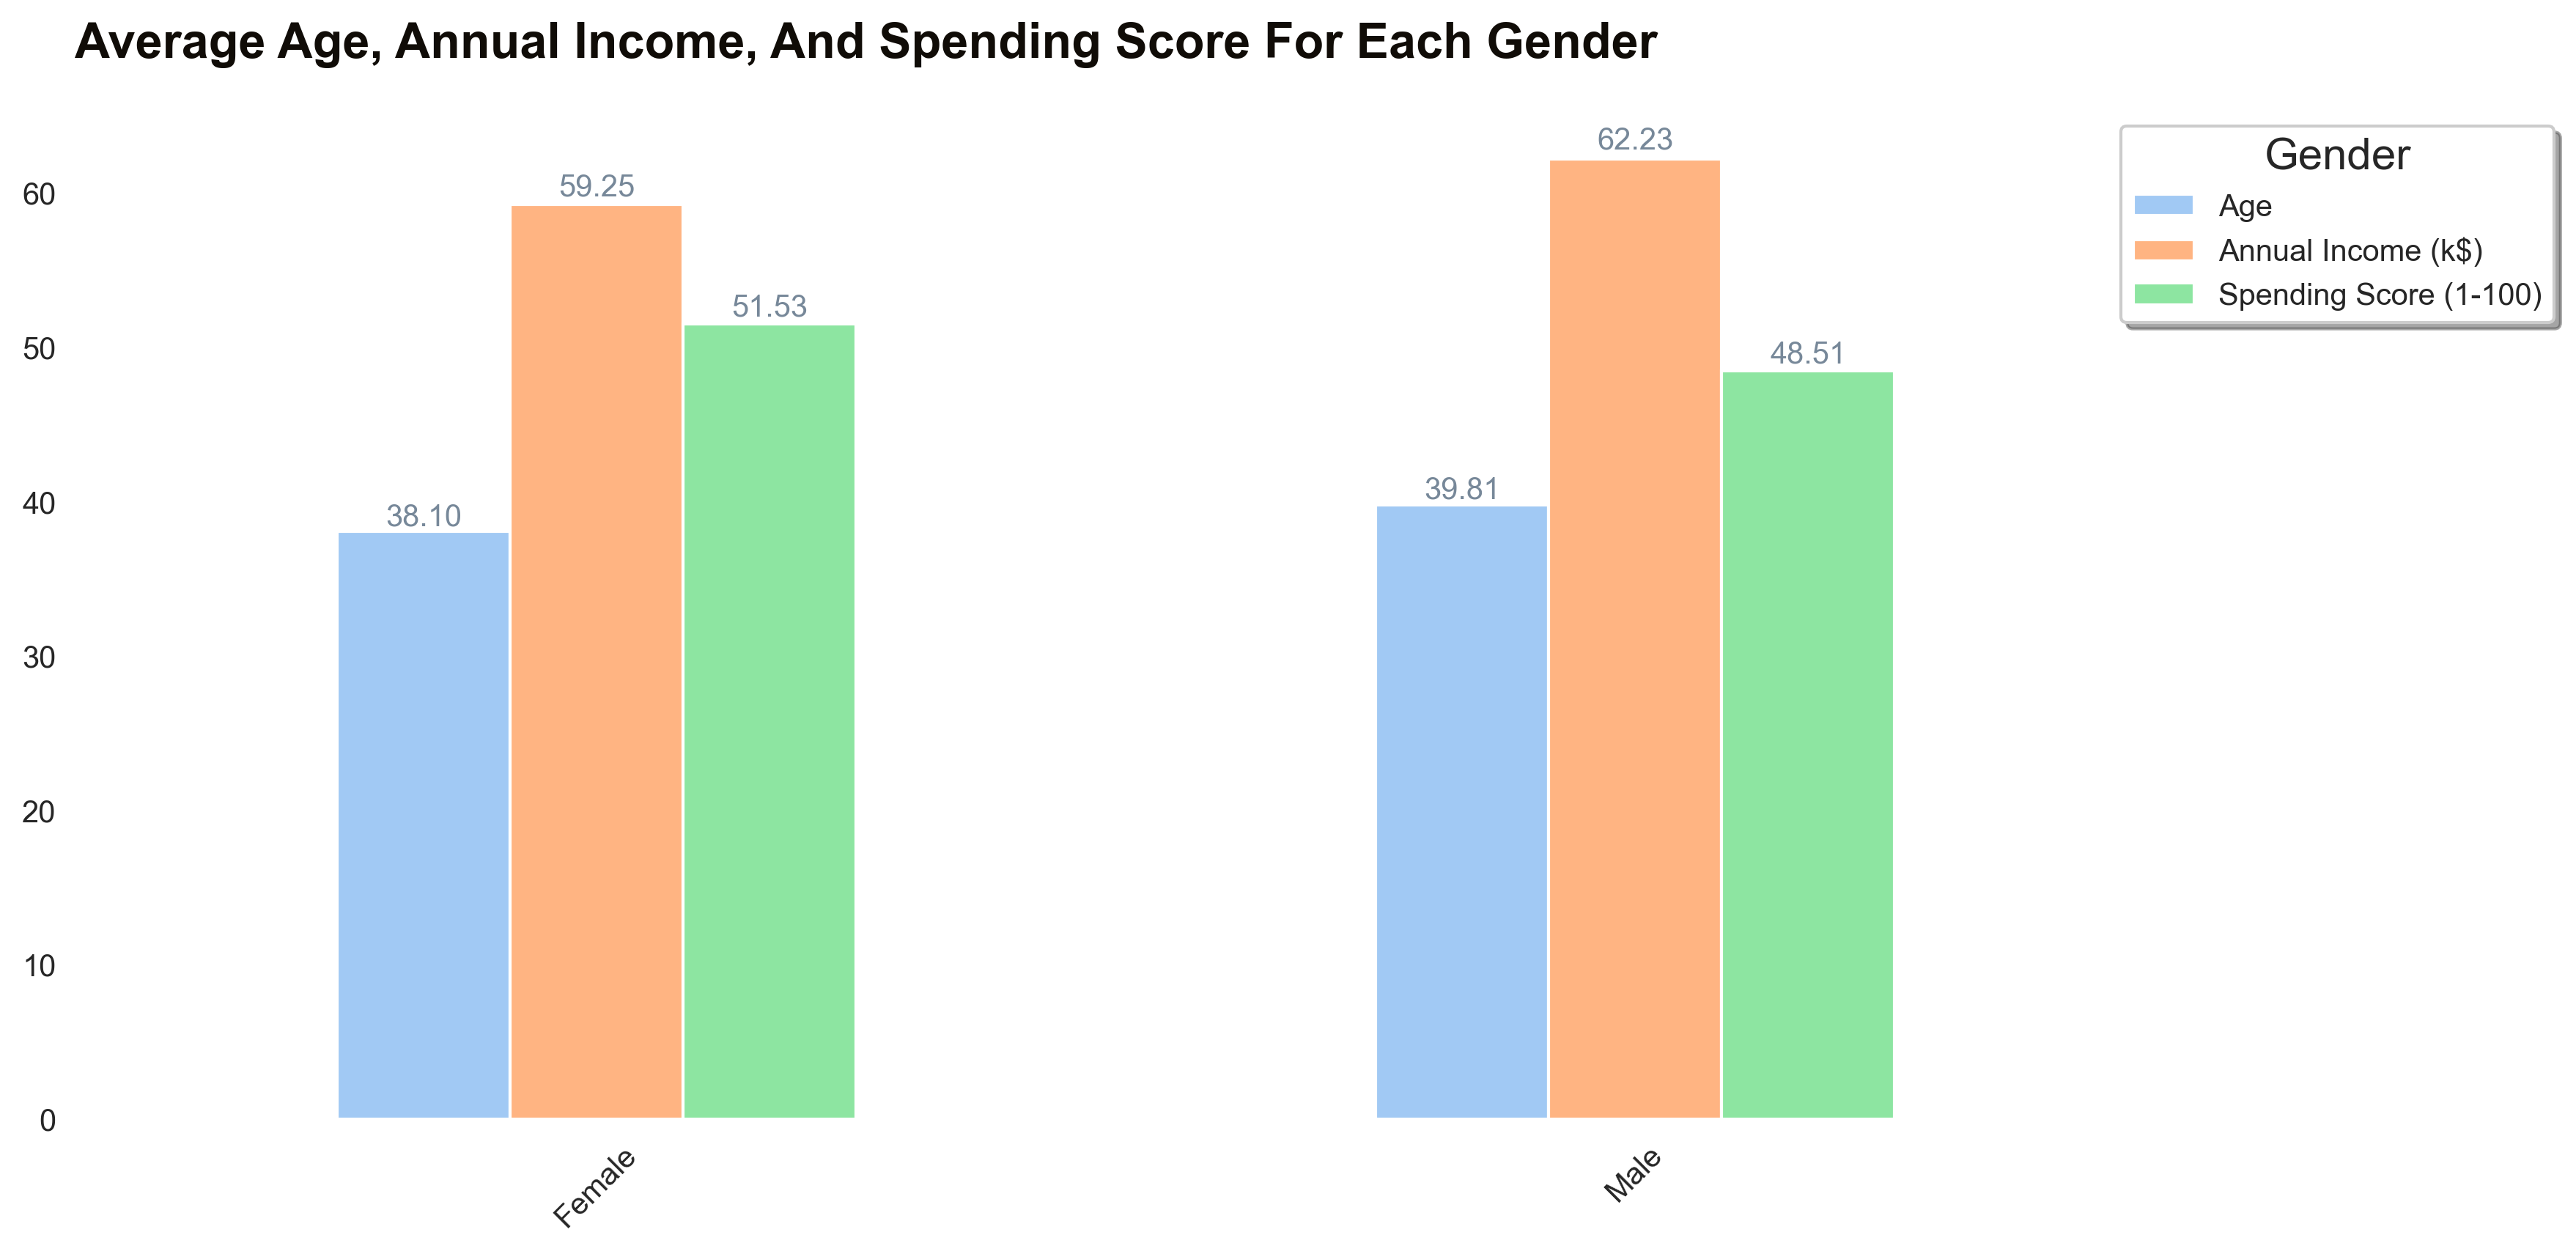 Average Age, Annual Income, And Spending Score For Each Gender
62.23
59.25
51.53
48.51
39.81
38.10
60
50
40
30
20
10
0
Female
Male
Gender
Age
Annual Income (k$)
Spending Score (1-100)